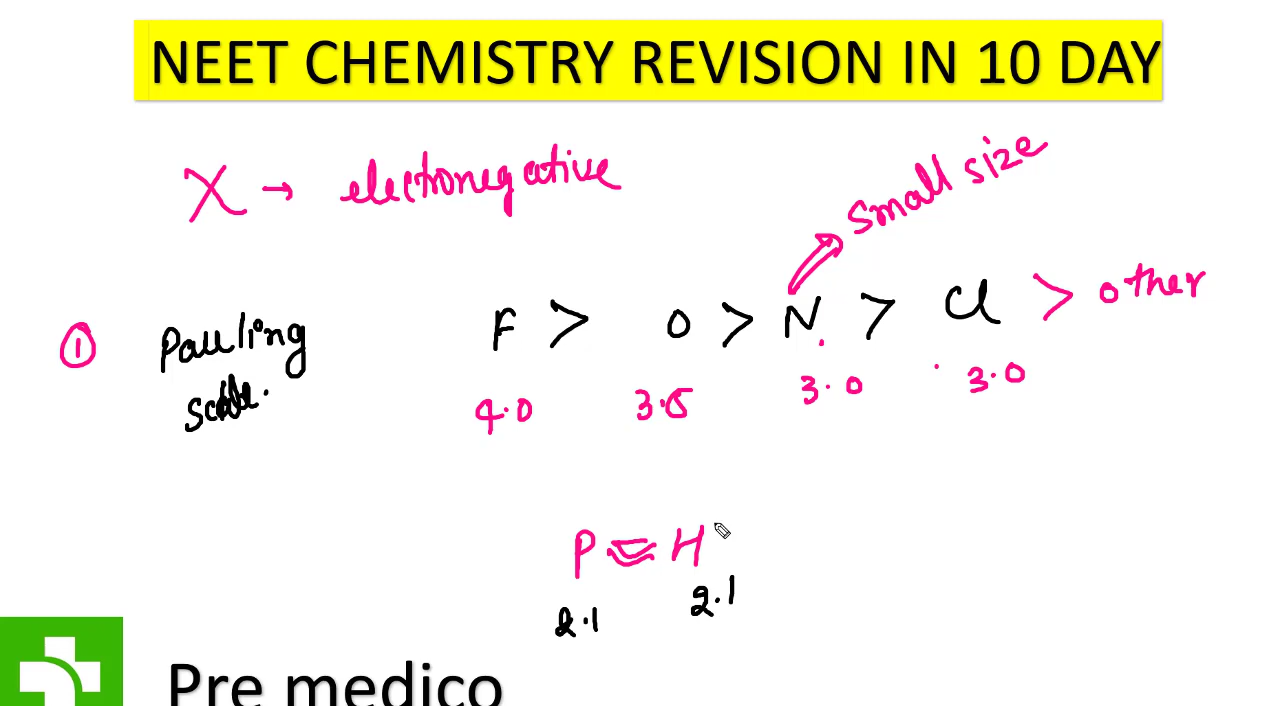 NEET CHEMISTRY REVISION IN 10 DAY
X → electronegative
small size
① Pauling scale.
F > O > N > Cl > other
4.0 3.5 3.0 3.0
P = H
2.1 2.1
Pre medico